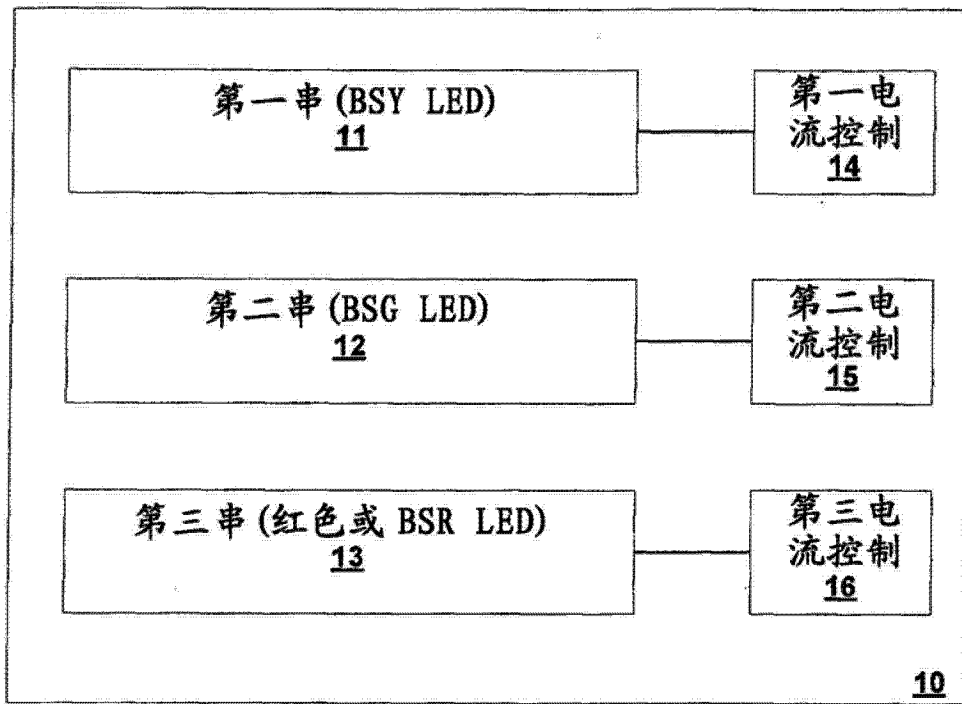 第一串(BSY LED)
11
第一电
流控制
14
第二串(BSG LED)
12
第二电
流控制
15
第三串(红色或 BSR LED)
13
第三电
流控制
16
10